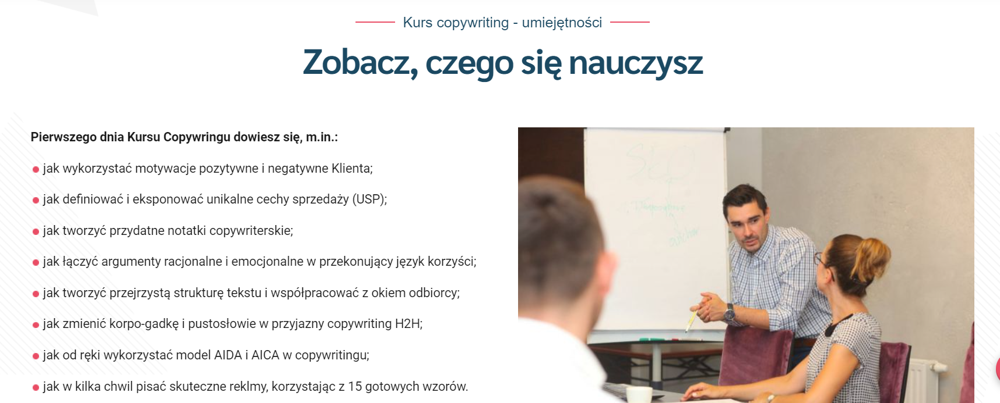 Kurs copywriting - umiejętności
Zobacz, czego się nauczysz
Pierwszego dnia Kursu Copywringu dowiesz się, m.in.:
jak wykorzystać motywacje pozytywne i negatywne Klienta;
jak definiować i eksponować unikalne cechy sprzedaży (USP);
jak tworzyć przydatne notatki copywriterskie;
jak łączyć argumenty racjonalne i emocjonalne w przekonujący język korzyści;
jak tworzyć przejrzystą strukturę tekstu i współpracować z okiem odbiorcy;
jak zmienić korpo-gadkę i pustosłowie w przyjazny copywriting H2H;
jak od ręki wykorzystać model AIDA i AICA w copywritingu;
jak w kilka chwil pisać skuteczne reklmy, korzystając z 15 gotowych wzorów.